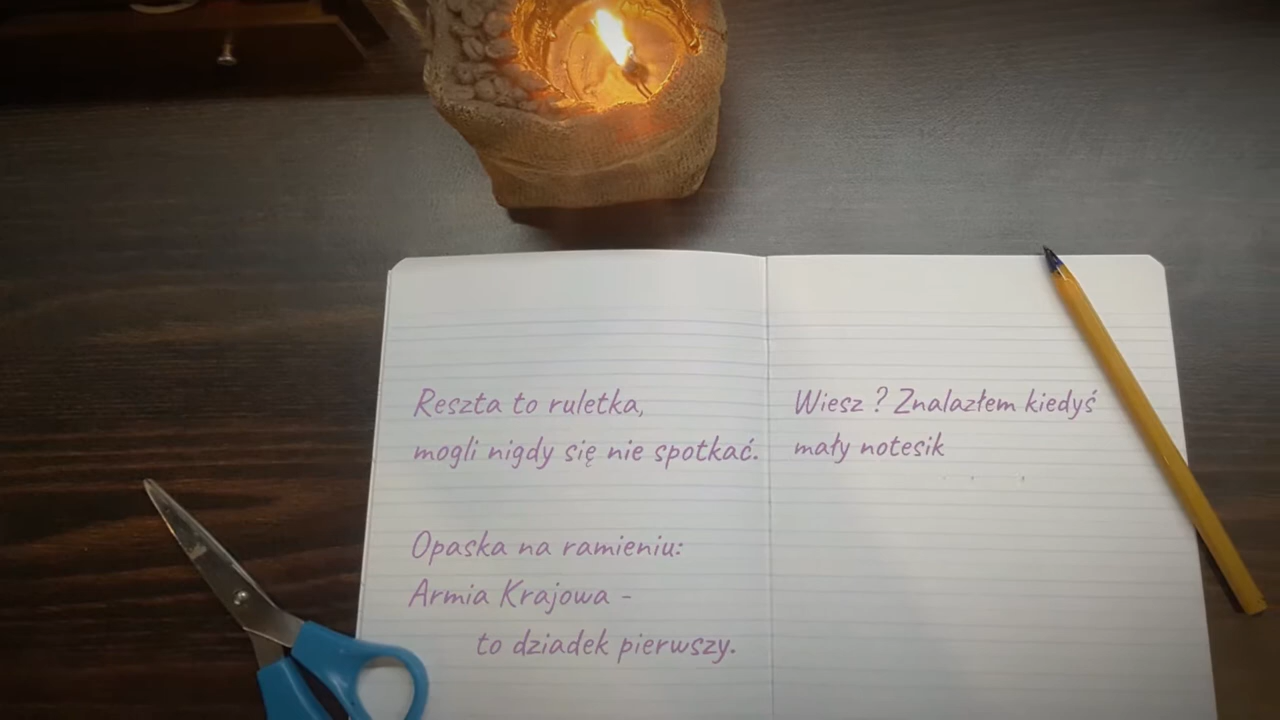 Reszta to ruletka,
mogli nigdy się nie spotkać.
Opaska na ramieniu:
Armia Krajowa -
to dziadek pierwszy.
Wiesz ? Znalazłem kiedyś
mały notesik